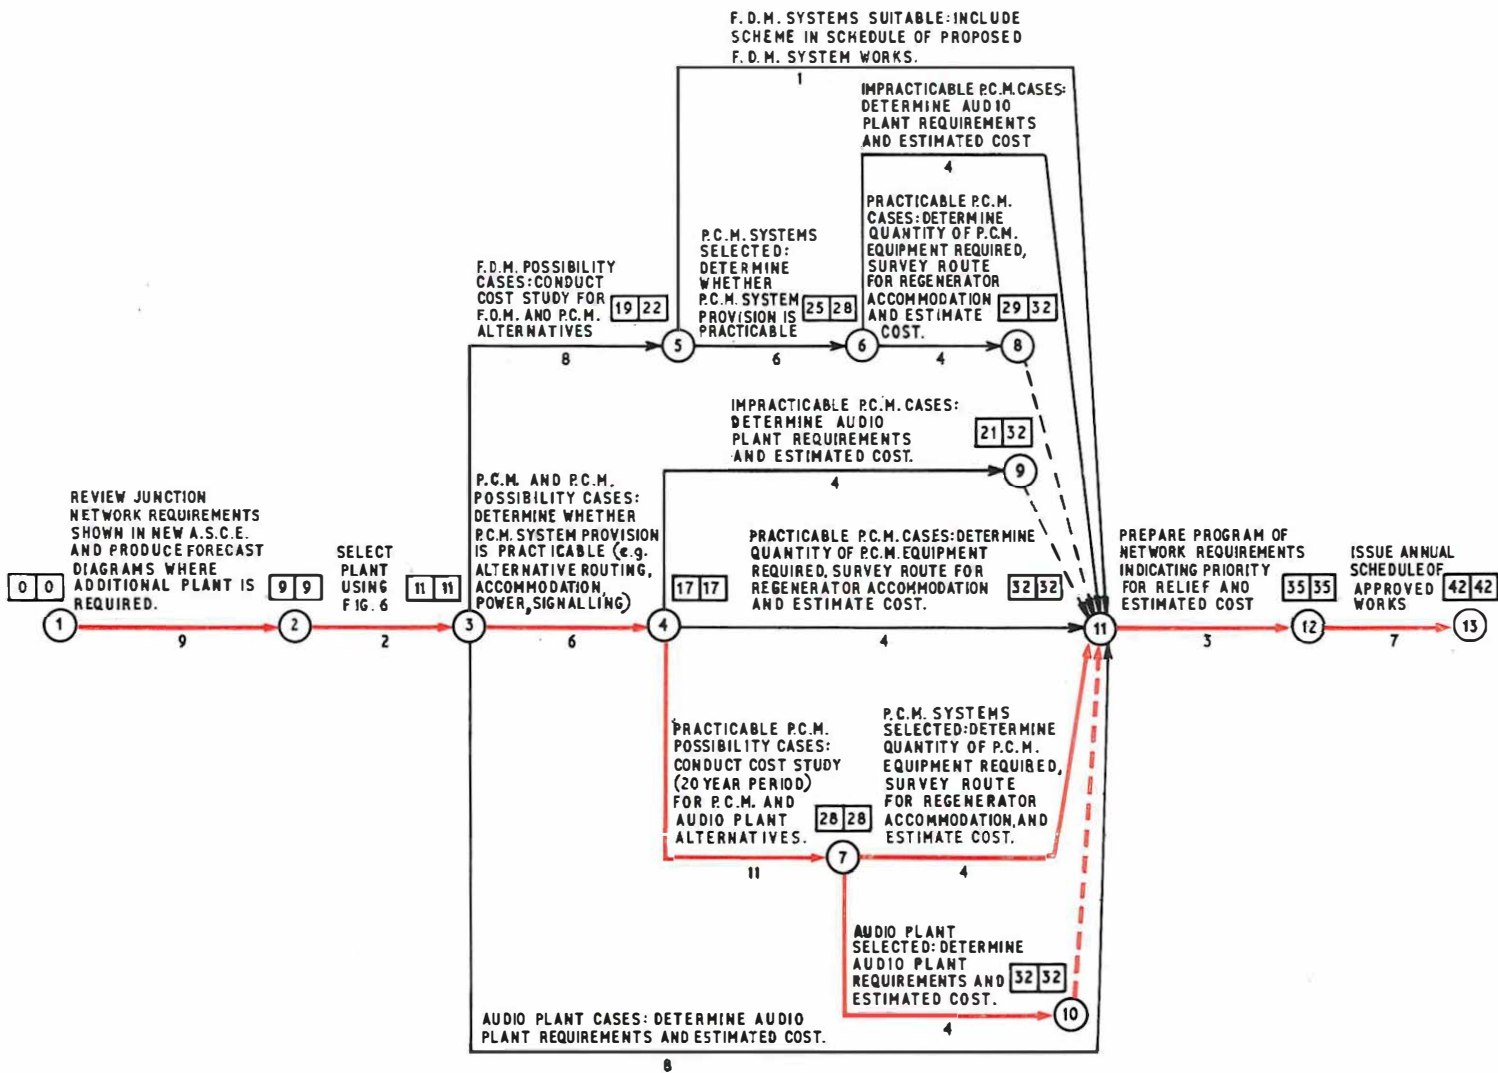 F.D.M. SYSTEMS SUITABLE: INCLUDE
SCHEME IN SCHEDULE OF PROPOSED
F.D.M. SYSTEM WORKS.
1
IMPRACTICABLE P.C.M. CASES:
DETERMINE AUDIO
PLANT REQUIREMENTS
AND ESTIMATED COST
4
PRACTICABLE P.C.M.
CASES: DETERMINE
QUANTITY OF P.C.M.
EQUIPMENT REQUIRED,
SURVEY ROUTE
FOR REGENERATOR
ACCOMMODATION
AND ESTIMATE
COST.
29 32
8
4
P.C.M. SYSTEMS
SELECTED:
DETERMINE
WHETHER
P.C.M. SYSTEM
PROVISION IS
PRACTICABLE
25 28
6
6
F.D.M. POSSIBILITY
CASES: CONDUCT
COST STUDY FOR
F.D.M. AND P.C.M.
ALTERNATIVES
19 22
5
8
IMPRACTICABLE P.C.M. CASES:
DETERMINE AUDIO
PLANT REQUIREMENTS
AND ESTIMATED COST.
21 32
9
4
REVIEW JUNCTION
NETWORK REQUIREMENTS
SHOWN IN NEW A.S.C.E.
AND PRODUCE FORECAST
DIAGRAMS WHERE
ADDITIONAL PLANT IS
REQUIRED.
0 0
1
9
9 9
2
SELECT
PLANT
USING
FIG. 6
2
11 11
3
P.C.M. AND P.C.M.
POSSIBILITY CASES:
DETERMINE WHETHER
P.C.M. SYSTEM PROVISION
IS PRACTICABLE (e.g.
ALTERNATIVE ROUTING,
ACCOMMODATION,
POWER, SIGNALLING)
6
17 17
4
PRACTICABLE P.C.M. CASES: DETERMINE
QUANTITY OF P.C.M. EQUIPMENT
REQUIRED, SURVEY ROUTE FOR
REGENERATOR ACCOMMODATION
AND ESTIMATE COST.
4
32 32
11
PREPARE PROGRAM OF
NETWORK REQUIREMENTS
INDICATING PRIORITY
FOR RELIEF AND
ESTIMATED COST
3
35 35
12
ISSUE ANNUAL
SCHEDULE OF
APPROVED
WORKS
7
42 42
13
PRACTICABLE P.C.M.
POSSIBILITY CASES:
CONDUCT COST STUDY
(20 YEAR PERIOD)
FOR P.C.M. AND
AUDIO PLANT
ALTERNATIVES.
11
28 28
7
P.C.M. SYSTEMS
SELECTED: DETERMINE
QUANTITY OF P.C.M.
EQUIPMENT REQUIRED,
SURVEY ROUTE
FOR REGENERATOR
ACCOMMODATION, AND
ESTIMATE COST.
4
AUDIO PLANT
SELECTED: DETERMINE
AUDIO PLANT
REQUIREMENTS AND
ESTIMATED COST.
32 32
10
4
AUDIO PLANT CASES: DETERMINE AUDIO
PLANT REQUIREMENTS AND ESTIMATED COST.
8